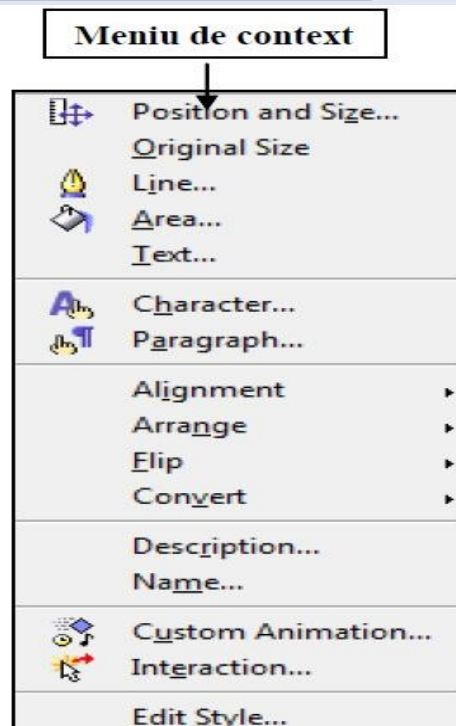 Meniu de context
Position and Size...
Original Size
Line...
Area...
Text...
Character...
Paragraph...
Alignment
Arrange
Flip
Convert
Description...
Name...
Custom Animation...
Interaction...
Edit Style...